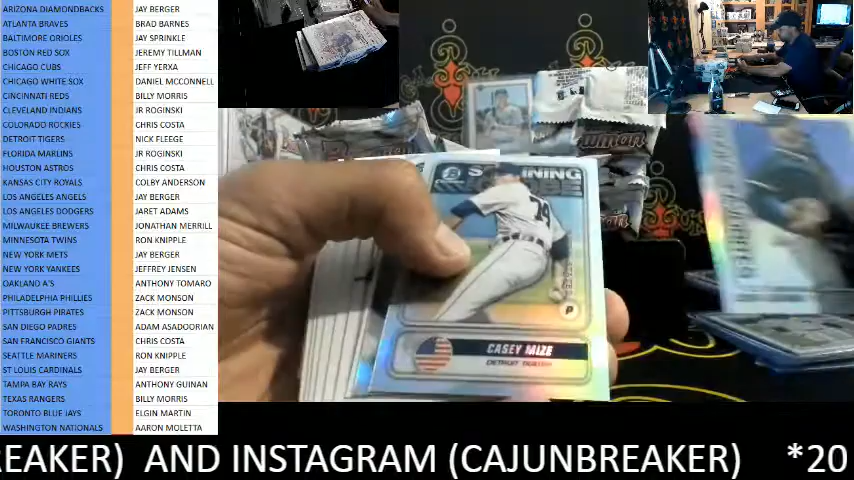 ARIZONA DIAMONDBACKS JAY BERGER
ATLANTA BRAVES BRAD BARNES
BALTIMORE ORIOLES JAY SPRINKLE
BOSTON RED SOX JEREMY TILLMAN
CHICAGO CUBS JEFF YERXA
CHICAGO WHITE SOX DANIEL MCCONNELL
CINCINATI REDS BILLY MORRIS
CLEVELAND INDIANS JR ROGINSKI
COLORADO ROCKIES CHRIS COSTA
DETROIT TIGERS NICK FLEEGE
FLORIDA MARLINS JR ROGINSKI
HOUSTON ASTROS CHRIS COSTA
KANSAS CITY ROYALS COLBY ANDERSON
LOS ANGELES ANGELS JAY BERGER
LOS ANGELES DODGERS JARET ADAMS
MILWAUKEE BREWERS JONATHAN MERRILL
MINNESOTA TWINS RON KNIPPLE
NEW YORK METS JAY BERGER
NEW YORK YANKEES JEFFREY JENSEN
OAKLAND A'S ANTHONY TOMARO
PHILADELPHIA PHILLIES ZACK MONSON
PITTSBURGH PIRATES ZACK MONSON
SAN DIEGO PADRES ADAM ASADOORIAN
SAN FRANCISCO GIANTS CHRIS COSTA
SEATTLE MARINERS RON KNIPPLE
ST LOUIS CARDINALS JAY BERGER
TAMPA BAY RAYS ANTHONY GUINAN
TEXAS RANGERS BILLY MORRIS
TORONTO BLUE JAYS ELGIN MARTIN
WASHINGTON NATIONALS AARON MOLETTA
P
CASEY MIZE
DETROIT TIGERS
EAKER) AND INSTAGRAM (CAJUNBREAKER) *20